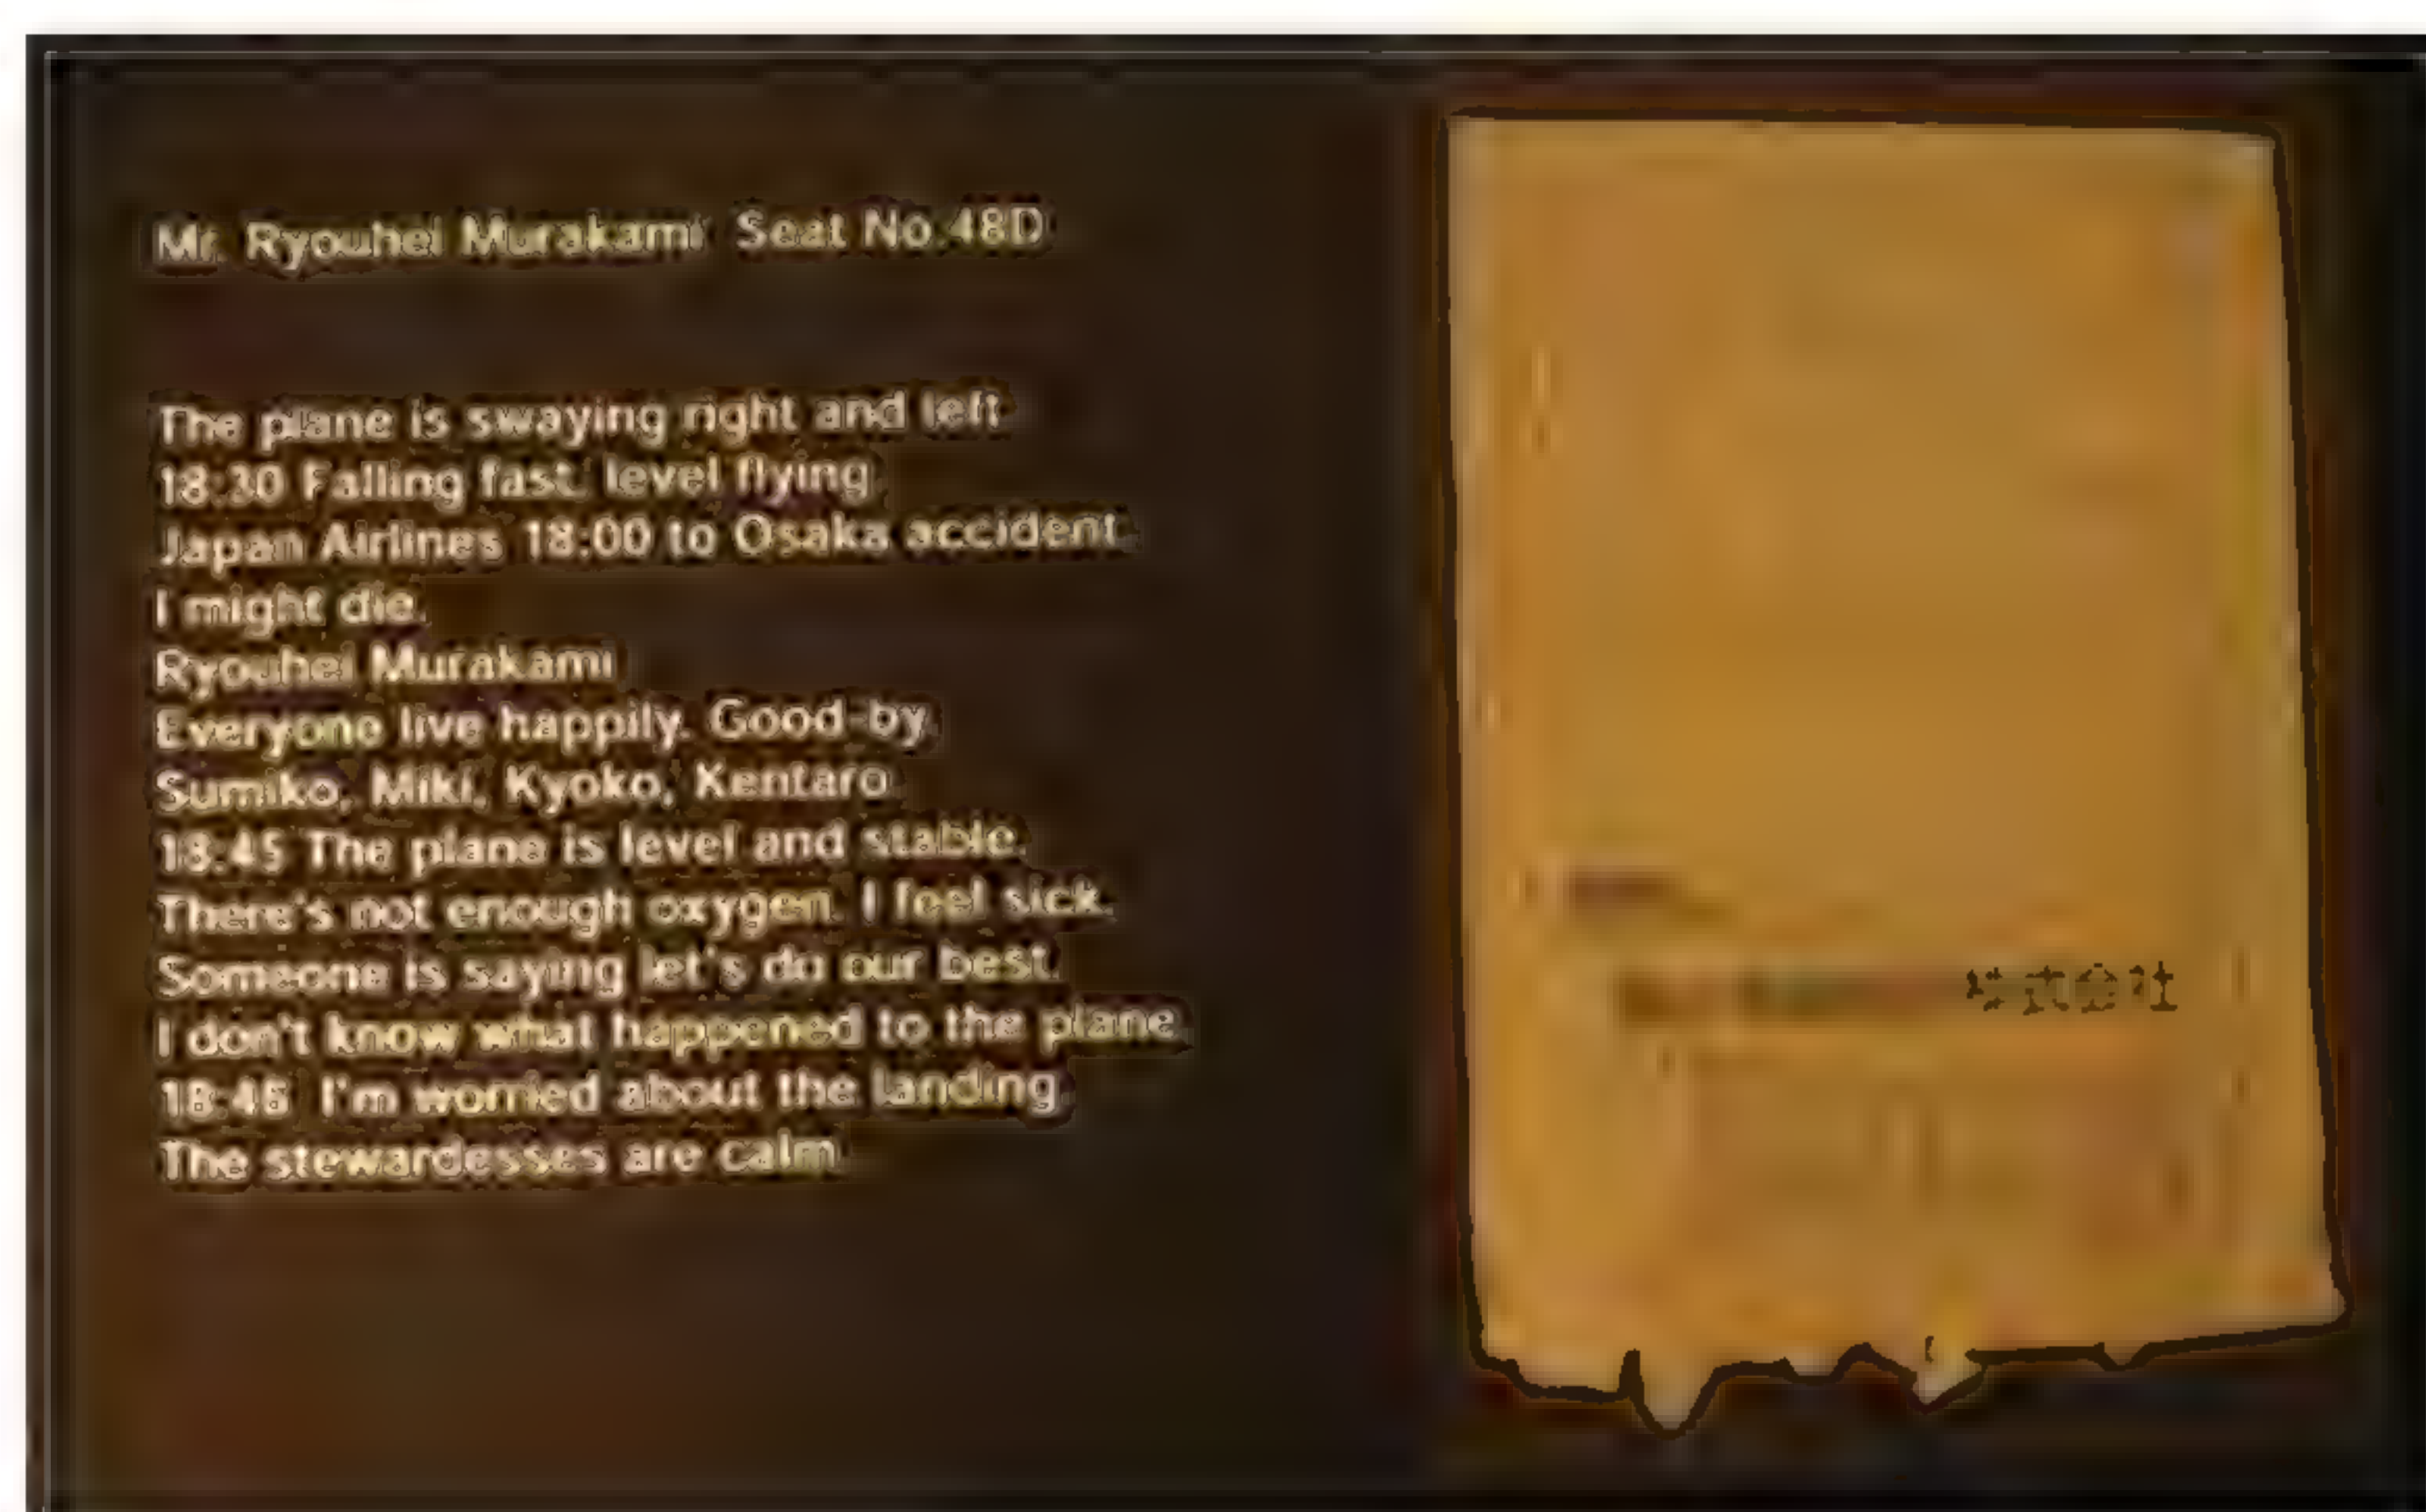 Mr. Ryouhei Murakami Seat No.48D
The plane is swaying right and left
18:30 Falling fast. level flying
Japan Airlines 18:00 to Osaka accident.
I might die.
Ryouhei Murakami
Everyone live happily. Good-by.
Sumiko, Miki, Kyoko, Kentaro
18:45 The plane is level and stable.
There's not enough oxygen. I feel sick.
Someone is saying let's do our best.
I don't know what happened to the plane.
I'm worried about the landing.
The stewardesses are calm.